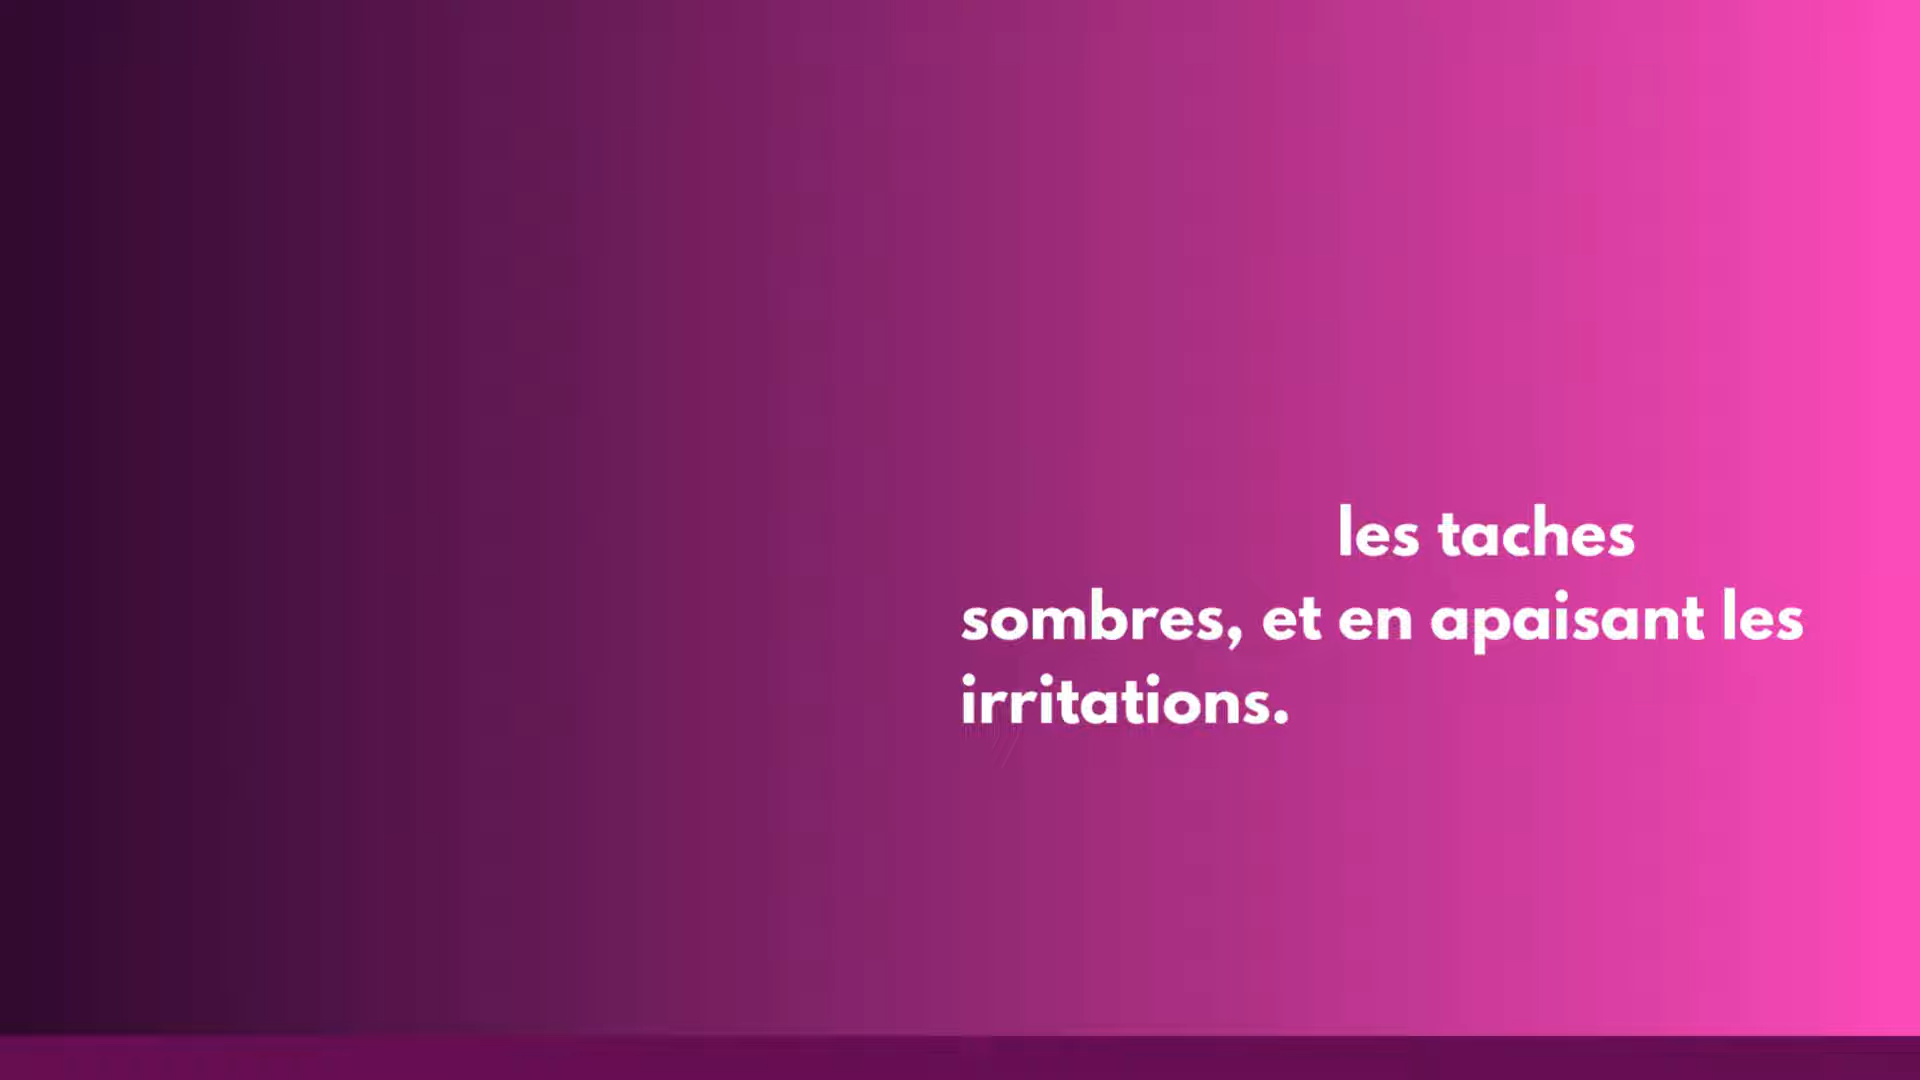 les taches
sombres, et en apaisant les
irritations.